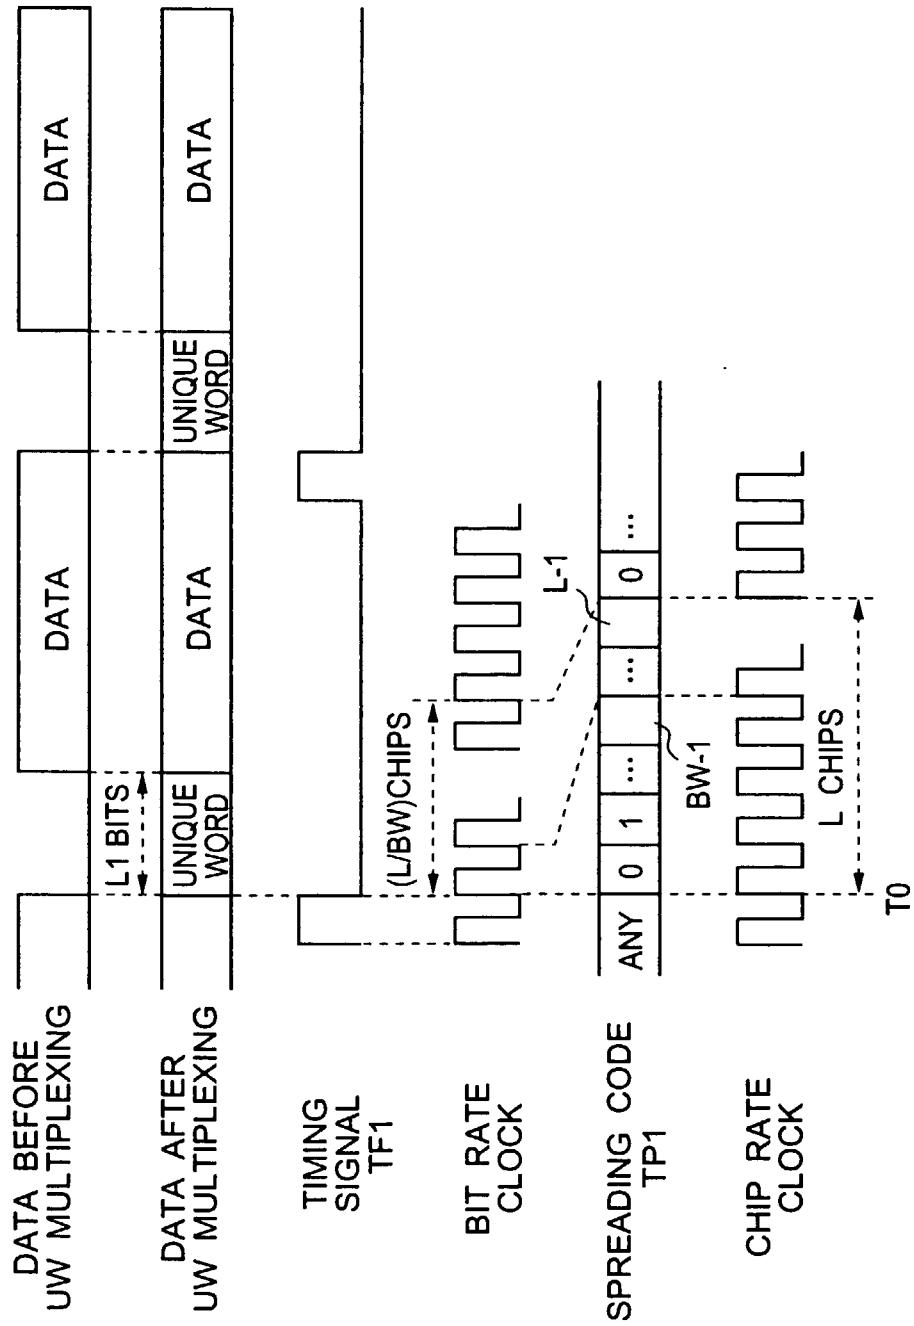 DATA BEFORE
UW MULTIPLEXING
DATA
DATA
L1 BITS
DATA AFTER
UW MULTIPLEXING
UNIQUE
WORD
DATA
UNIQUE
WORD
DATA
TIMING
SIGNAL
TF1
(L/BW)CHIPS
BIT RATE
CLOCK
L-1
SPREADING CODE
TP1
ANY
0
1
...
...
0
...
BW-1
CHIP RATE
CLOCK
L CHIPS
T0